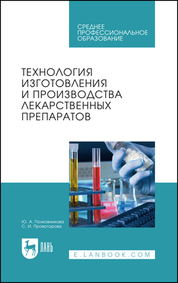 СРЕДНЕЕ
ПРОФЕССИОНАЛЬНОЕ
ОБРАЗОВАНИЕ
ТЕХНОЛОГИЯ
ИЗГОТОВЛЕНИЯ
И ПРОИЗВОДСТВА
ЛЕКАРСТВЕННЫХ
ПРЕПАРАТОВ
Ю. А. Полковникова
С. И. Провоторова
ЛАНЬ
E.LANBOOK.COM